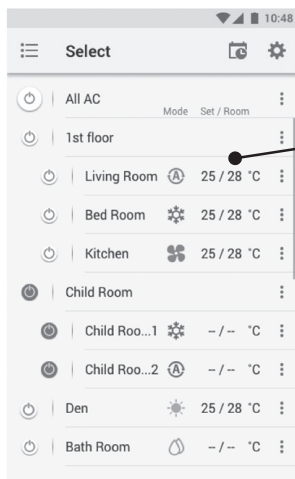 10:48
Select
All AC
Mode Set / Room
1st floor
Living Room A 25 / 28 °C
Bed Room 25 / 28 °C
Kitchen 25 / 28 °C
Child Room
Child Roo...1 -- / -- °C
Child Roo...2 A -- / -- °C
Den 25 / 28 °C
Bath Room -- / -- °C